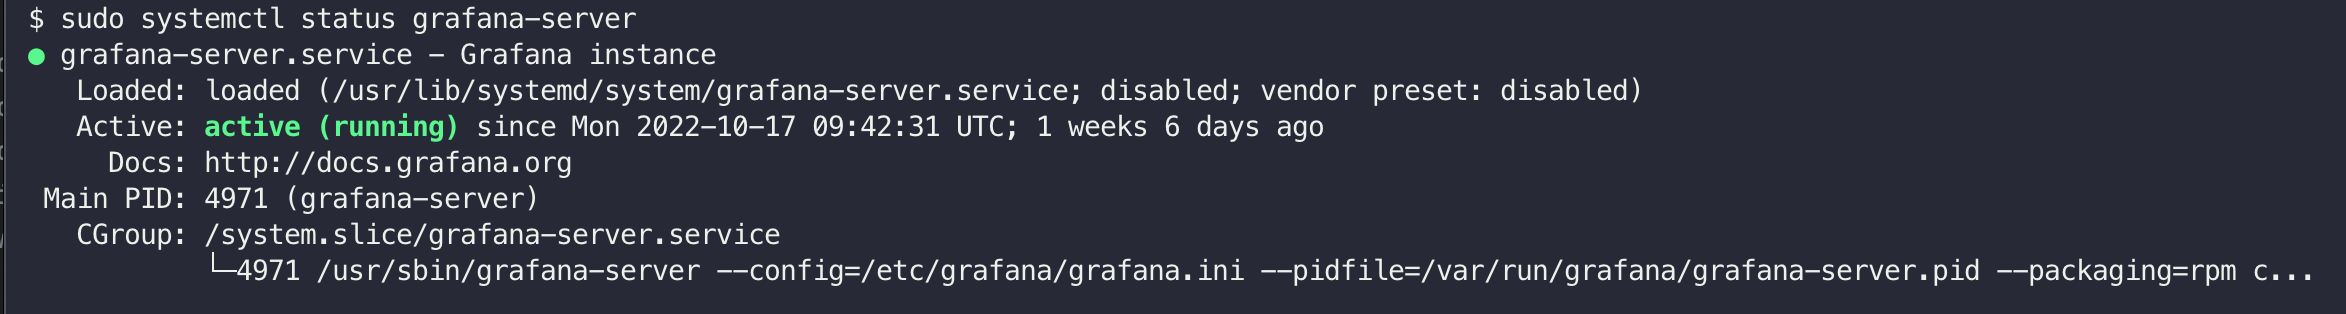 $ sudo systemctl status grafana-server
● grafana-server.service - Grafana instance
   Loaded: loaded (/usr/lib/systemd/system/grafana-server.service; disabled; vendor preset: disabled)
   Active: active (running) since Mon 2022-10-17 09:42:31 UTC; 1 weeks 6 days ago
     Docs: http://docs.grafana.org
 Main PID: 4971 (grafana-server)
   CGroup: /system.slice/grafana-server.service
           └─4971 /usr/sbin/grafana-server --config=/etc/grafana/grafana.ini --pidfile=/var/run/grafana/grafana-server.pid --packaging=rpm c...